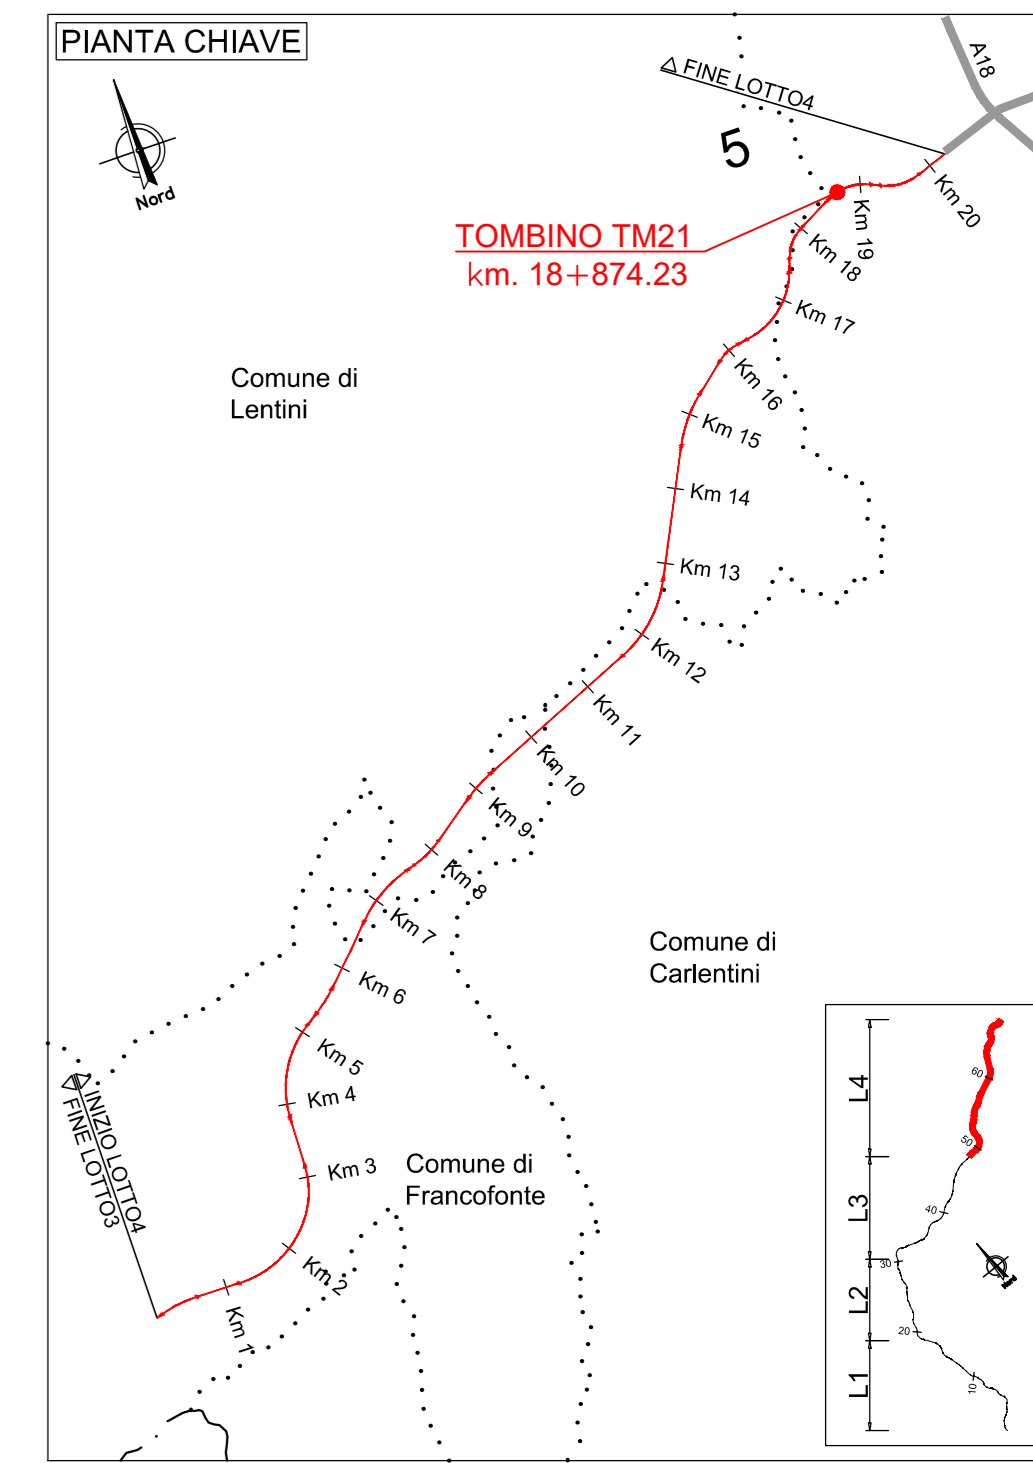 PIANTA CHIAVE
Nord
FINE LOTTO4
A18
5
TOMBINO TM21
km. 18+874.23
Km 20
Km 19
Km 18
Km 17
Km 16
Km 15
Km 14
Km 13
Km 12
Km 11
Km 10
Km 9
Km 8
Km 7
Km 6
Km 5
Km 4
Km 3
Km 2
Km 1
Comune di
Lentini
Comune di
Carlentini
Comune di
Francofonte
INIZIO LOTTO4
FINE LOTTO3
L4
L3
L2
L1
60
50
40
30
20
10